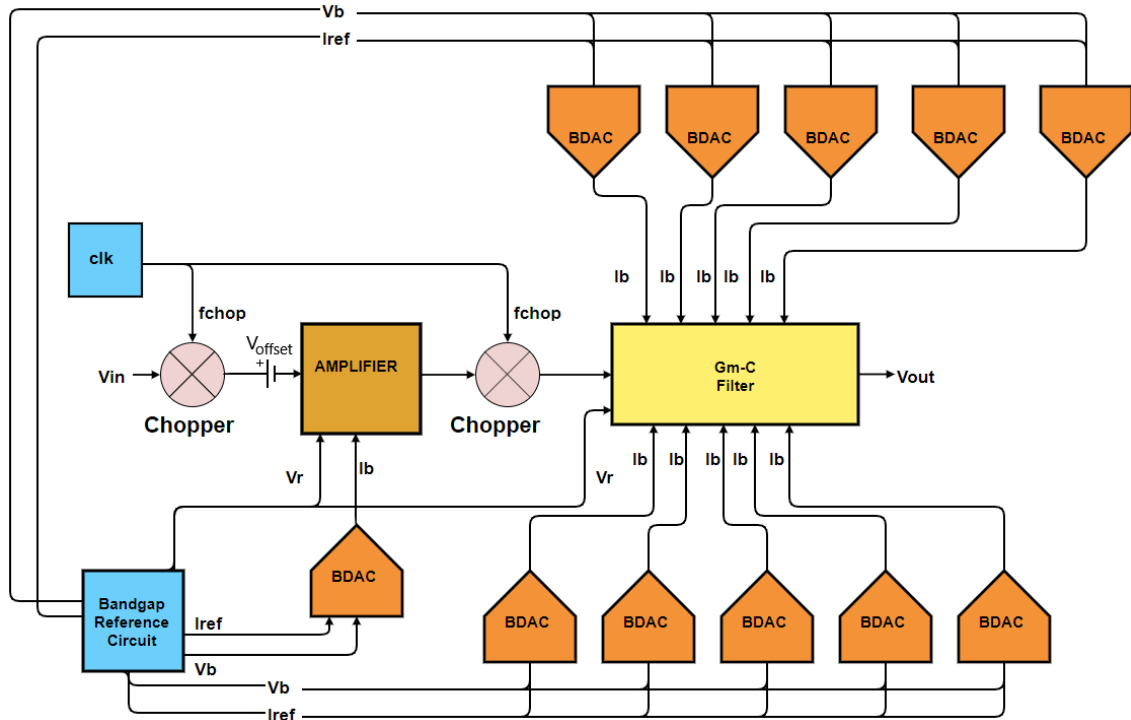 Vb
Iref
BDAC
BDAC
BDAC
BDAC
BDAC
clk
fchop
fchop
Ib
Ib
Ib
Ib
Ib
Voffset
+
Vin
AMPLIFIER
Gm-C
Filter
Vout
Chopper
Chopper
Vr
Ib
Vr
Ib
Ib
Ib
Ib
Ib
BDAC
Bandgap
Reference
Circuit
Iref
Vb
BDAC
BDAC
BDAC
BDAC
BDAC
Vb
Iref